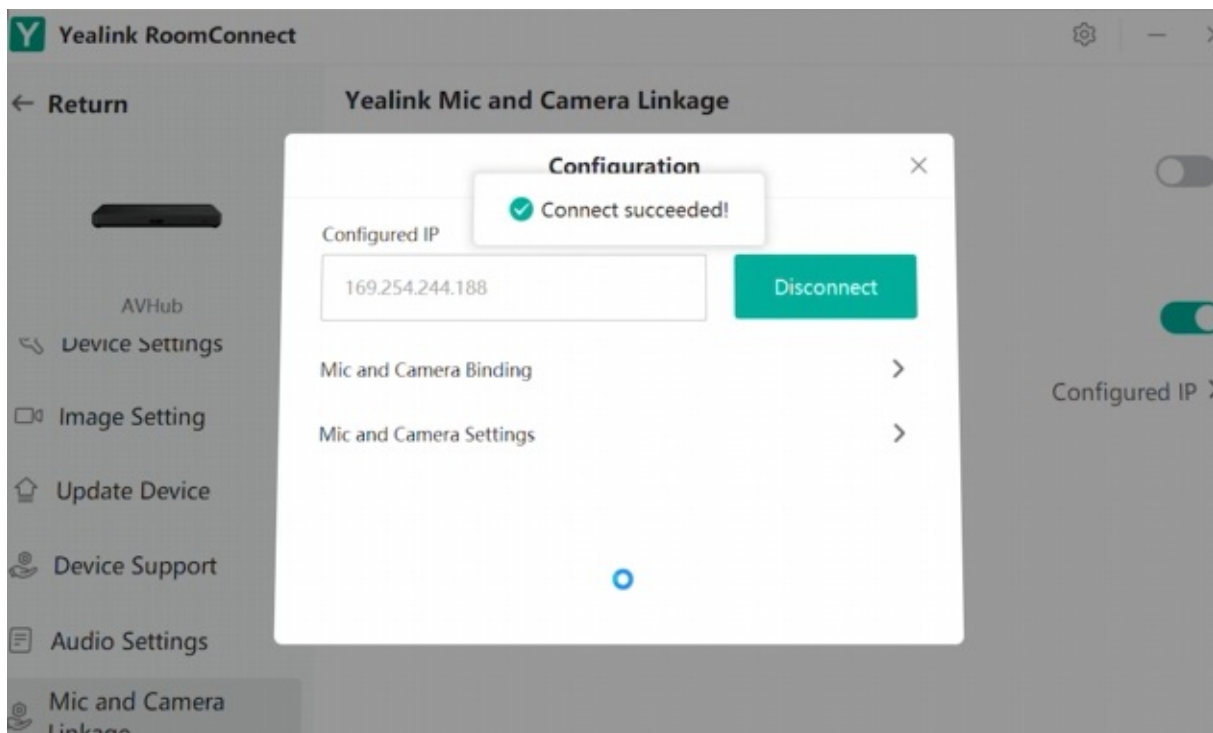 Yealink RoomConnect
Return
Yealink Mic and Camera Linkage
Configuration
Connect succeeded!
Configured IP
169.254.244.188
Disconnect
AVHub
Device Settings
Mic and Camera Binding
Configured IP
Image Setting
Mic and Camera Settings
Update Device
Device Support
Audio Settings
Mic and Camera
Linkage